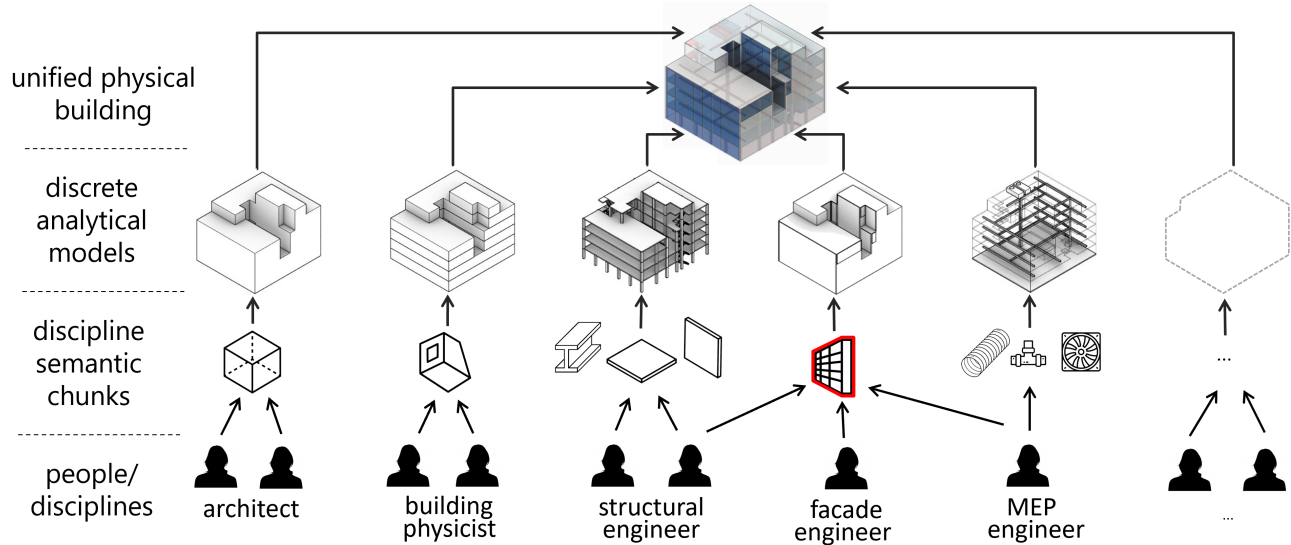 unified physical
building
discrete
analytical
models
discipline
semantic
chunks
...
people/
disciplines
architect
building
physicist
structural
engineer
facade
engineer
MEP
engineer
...